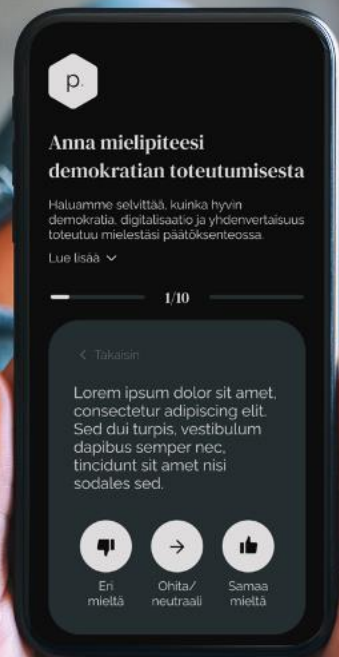 p.
Anna mielipiteesi
demokratian toteutumisesta
Haluamme selvittää, kuinka hyvin
demokratia, digitalisaatio ja yhdenvertaisuus
toteutuu mielestäsi päätöksenteossa.
Lue lisää
1/10
Takaisin
Lorem ipsum dolor sit amet,
consectetur adipiscing elit.
Sed dui turpis, vestibulum
dapibus semper nec,
tincidunt sit amet nisi
sodales sed.
Eri mieltä
Ohita/ neutraali
Samaa mieltä